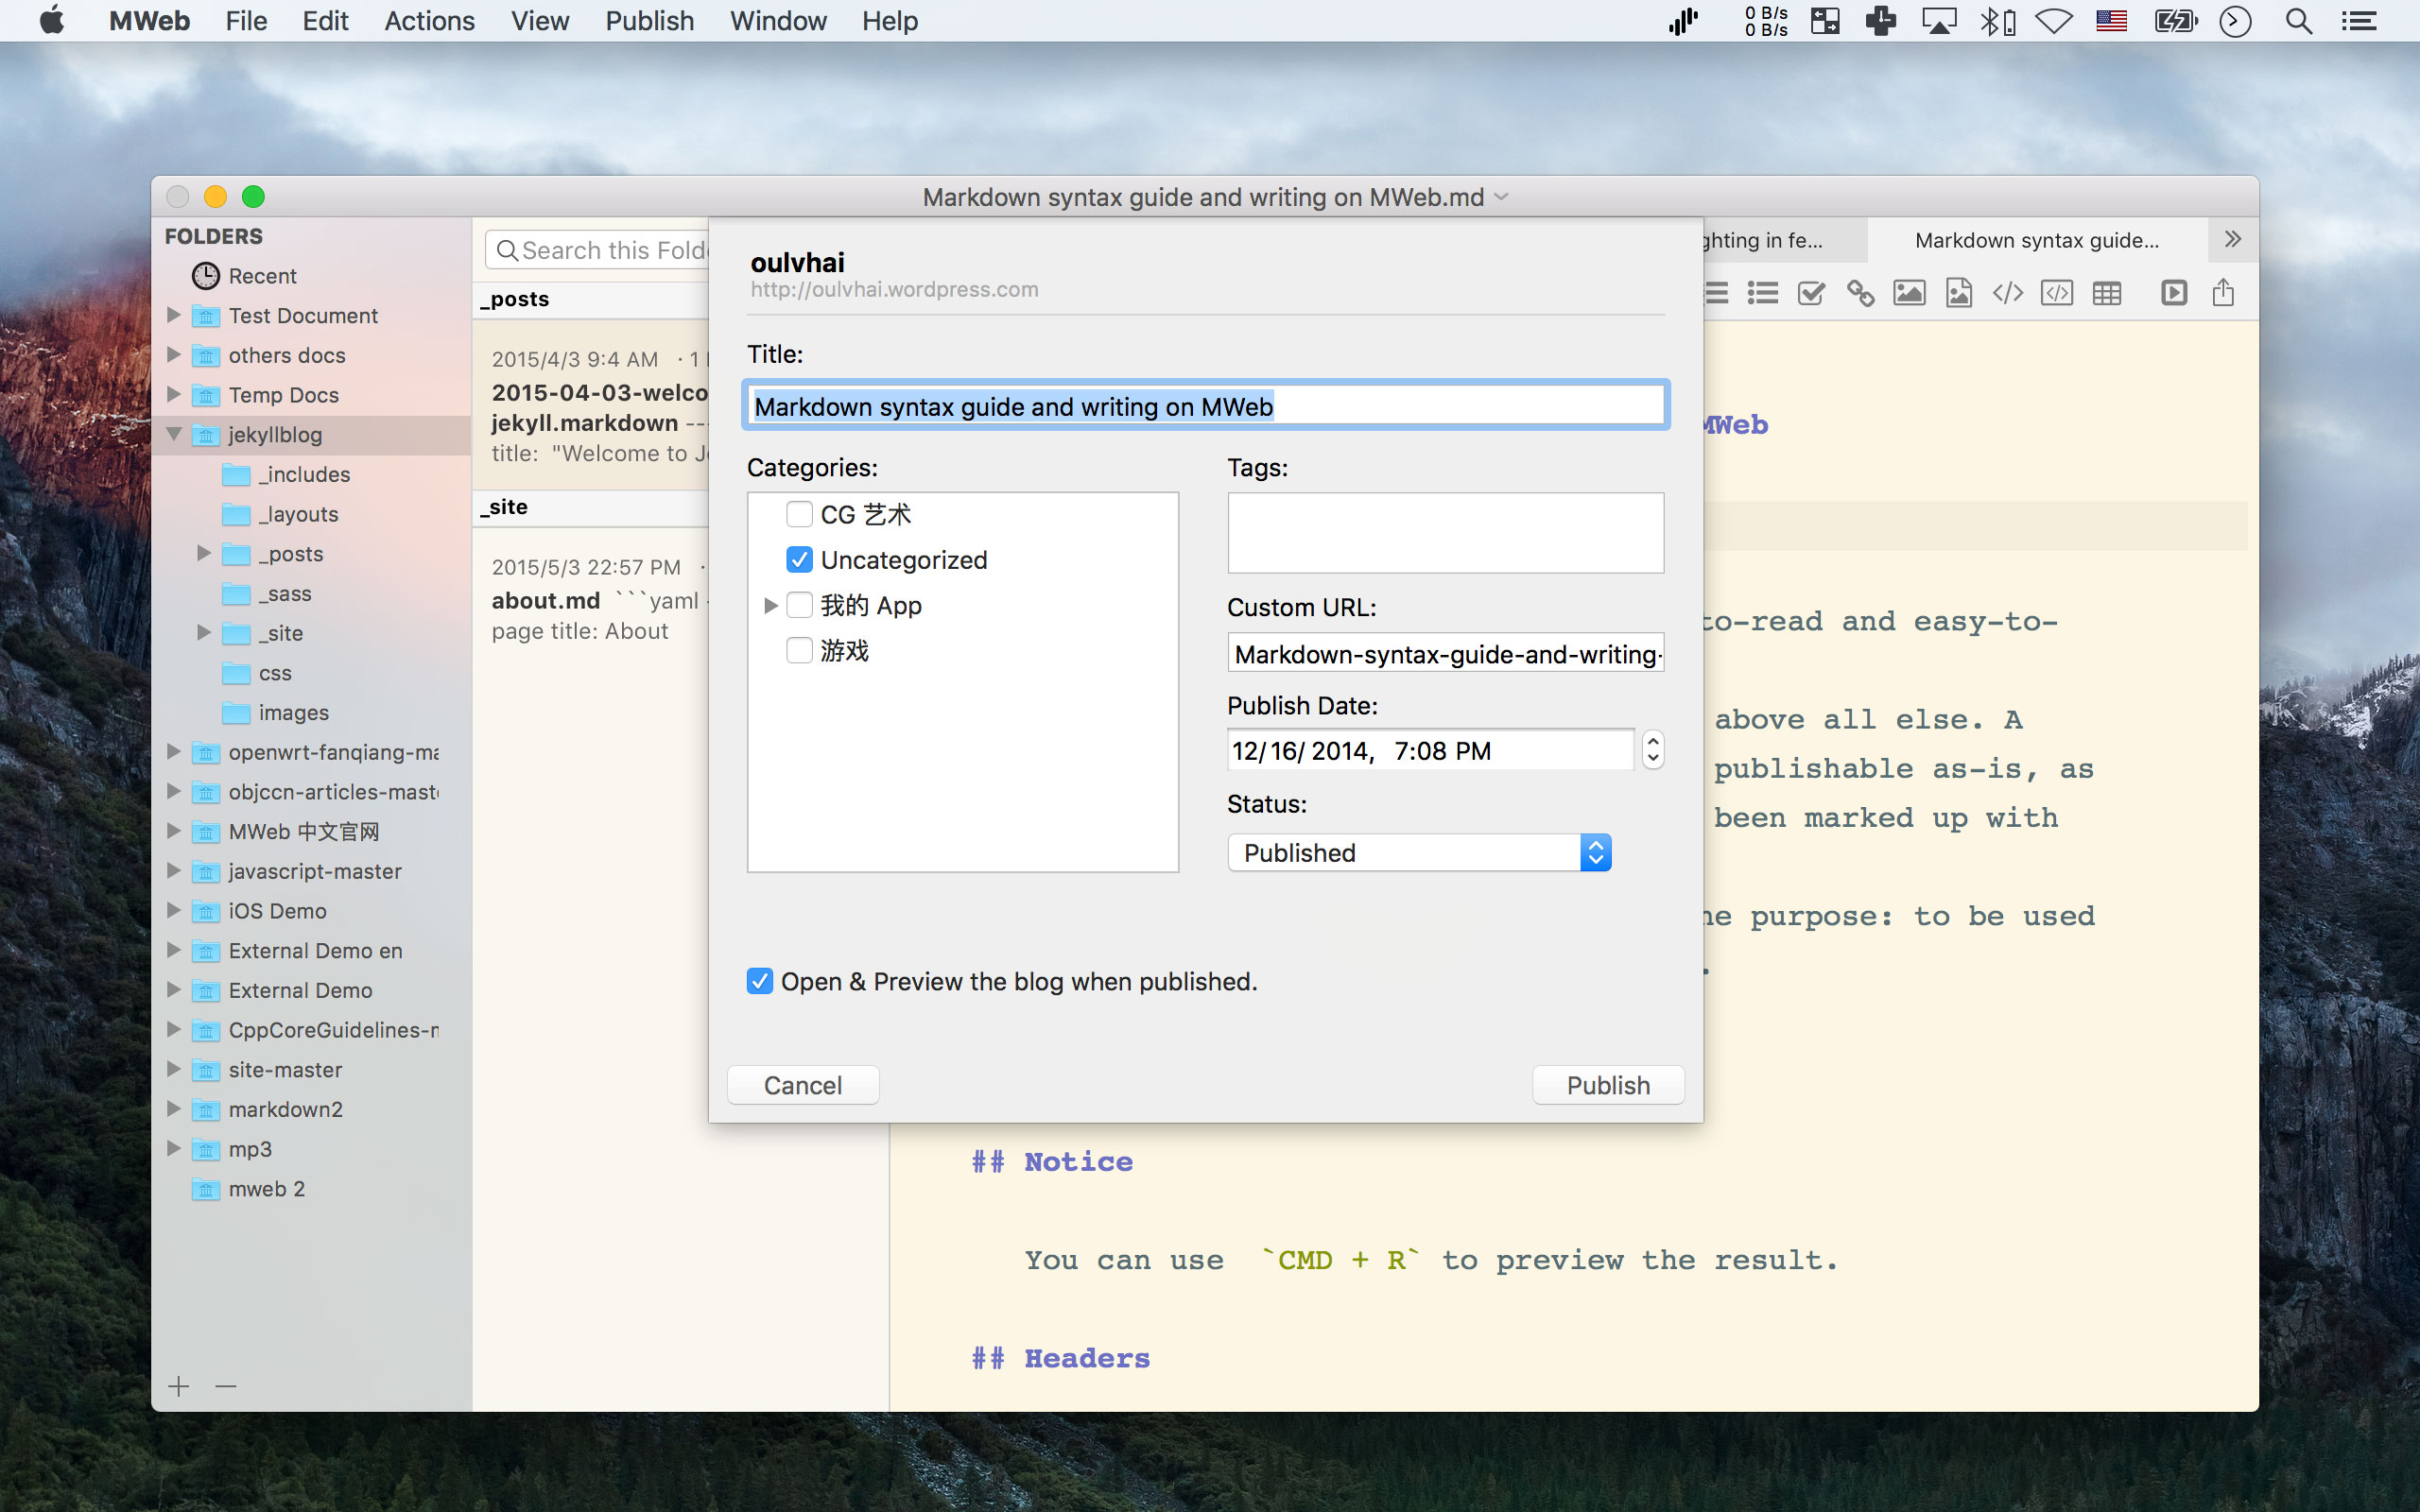 MWeb File Edit Actions View Publish Window Help
0 B/s
0 B/s
Markdown syntax guide and writing on MWeb.md
FOLDERS
Recent
Test Document
others docs
Temp Docs
jekyllblog
_includes
_layouts
_posts
_sass
_site
css
images
openwrt-fanqiang-ma
objccn-articles-mast
MWeb 中文官网
javascript-master
iOS Demo
External Demo en
External Demo
CppCoreGuidelines-
site-master
markdown2
mp3
mweb 2
Search this Fold
_posts
2015/4/3 9:4 AM · 1
2015-04-03-welco
jekyll.markdown ---
title: "Welcome to J
_site
2015/5/3 22:57 PM ·
about.md ```yaml -
page title: About
oulvhai
http://oulvhai.wordpress.com
Title:
Markdown syntax guide and writing on MWeb
Categories:
CG 艺术
Uncategorized
我的 App
游戏
Tags:
Custom URL:
Markdown-syntax-guide-and-writing-
Publish Date:
12/16/2014, 7:08 PM
Status:
Published
Open & Preview the blog when published.
Cancel
Publish
ghting in fe...
Markdown syntax guide...
MWeb
to-read and easy-to-
above all else. A
publishable as-is, as
been marked up with
ne purpose: to be used
.
## Notice
You can use `CMD + R` to preview the result.
## Headers